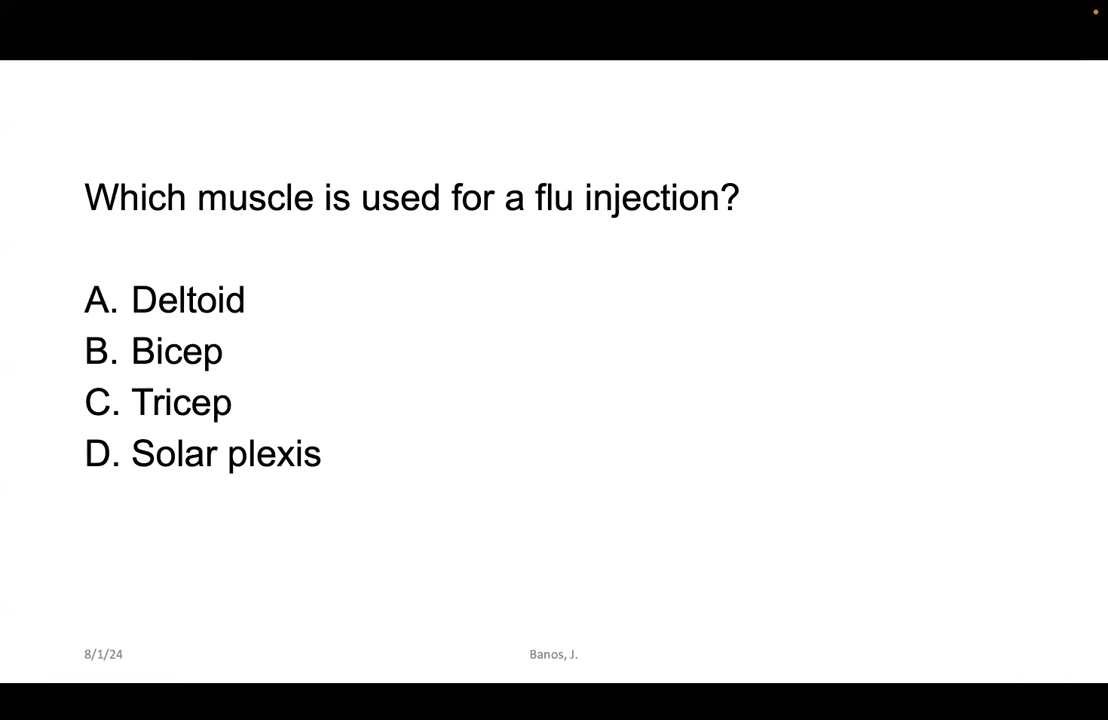 Which muscle is used for a flu injection?
A. Deltoid
B. Bicep
C. Tricep
D. Solar plexis
8/1/24
Banos, J.